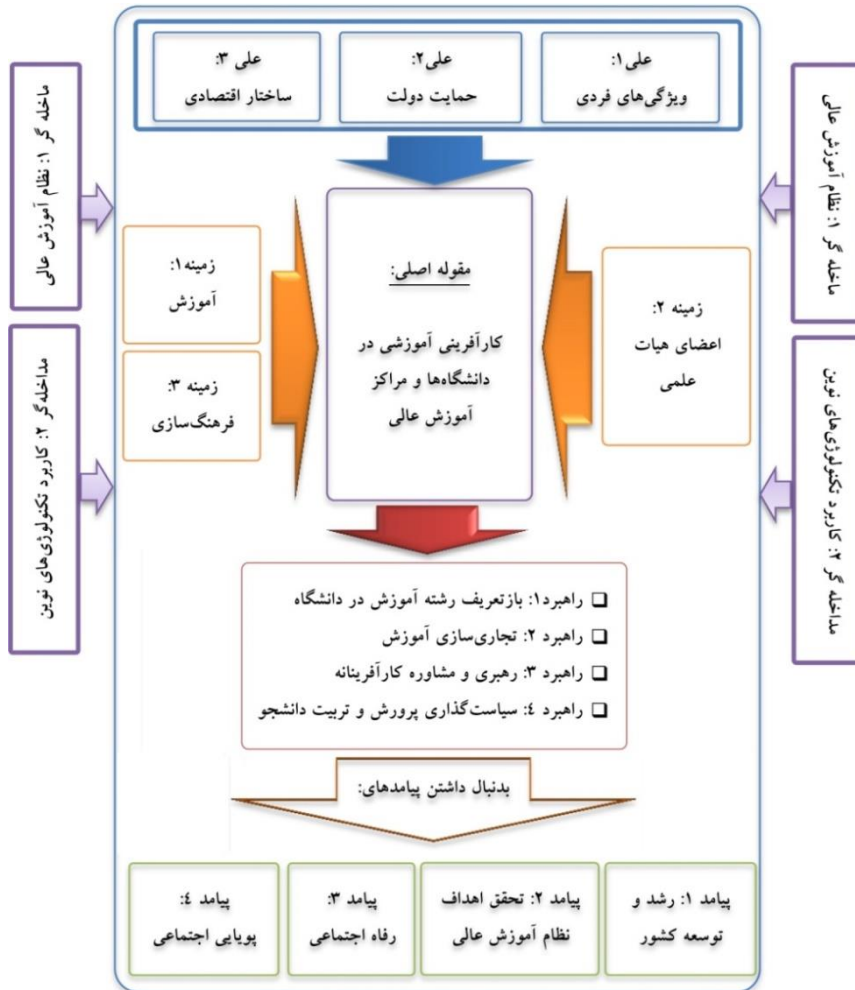 علی۱:
ویژگی‌های فردی
علی۲:
حمایت دولت
علی ۳:
ساختار اقتصادی
ماخله گر ۱: نظام آموزش عالی
مداخله گر ۲: کاربرد تکنولوژی‌های نوین
زمینه ۲:
اعضای هیات
علمی
مقوله اصلی:
کارآفرینی آموزشی در
دانشگاه‌ها و مراکز
آموزش عالی
زمینه۱:
آموزش
زمینه ۳:
فرهنگ‌سازی
ماخله گر ۱: نظام آموزش عالی
مداخله‌گر ۲: کاربرد تکنولوژی‌های نوین
❑ راهبرد۱: بازتعریف رشته آموزش در دانشگاه
❑ راهبرد ۲: تجاری‌سازی آموزش
❑ راهبرد ۳: رهبری و مشاوره کارآفرینانه
❑ راهبرد ٤: سیاست‌گذاری پرورش و تربیت دانشجو
بدنبال داشتن پیامدهای:
پیامد ۱: رشد و
توسعه کشور
پیامد ۲: تحقق اهداف
نظام آموزش عالی
پیامد ۳:
رفاه اجتماعی
پیامد ٤:
پویایی اجتماعی